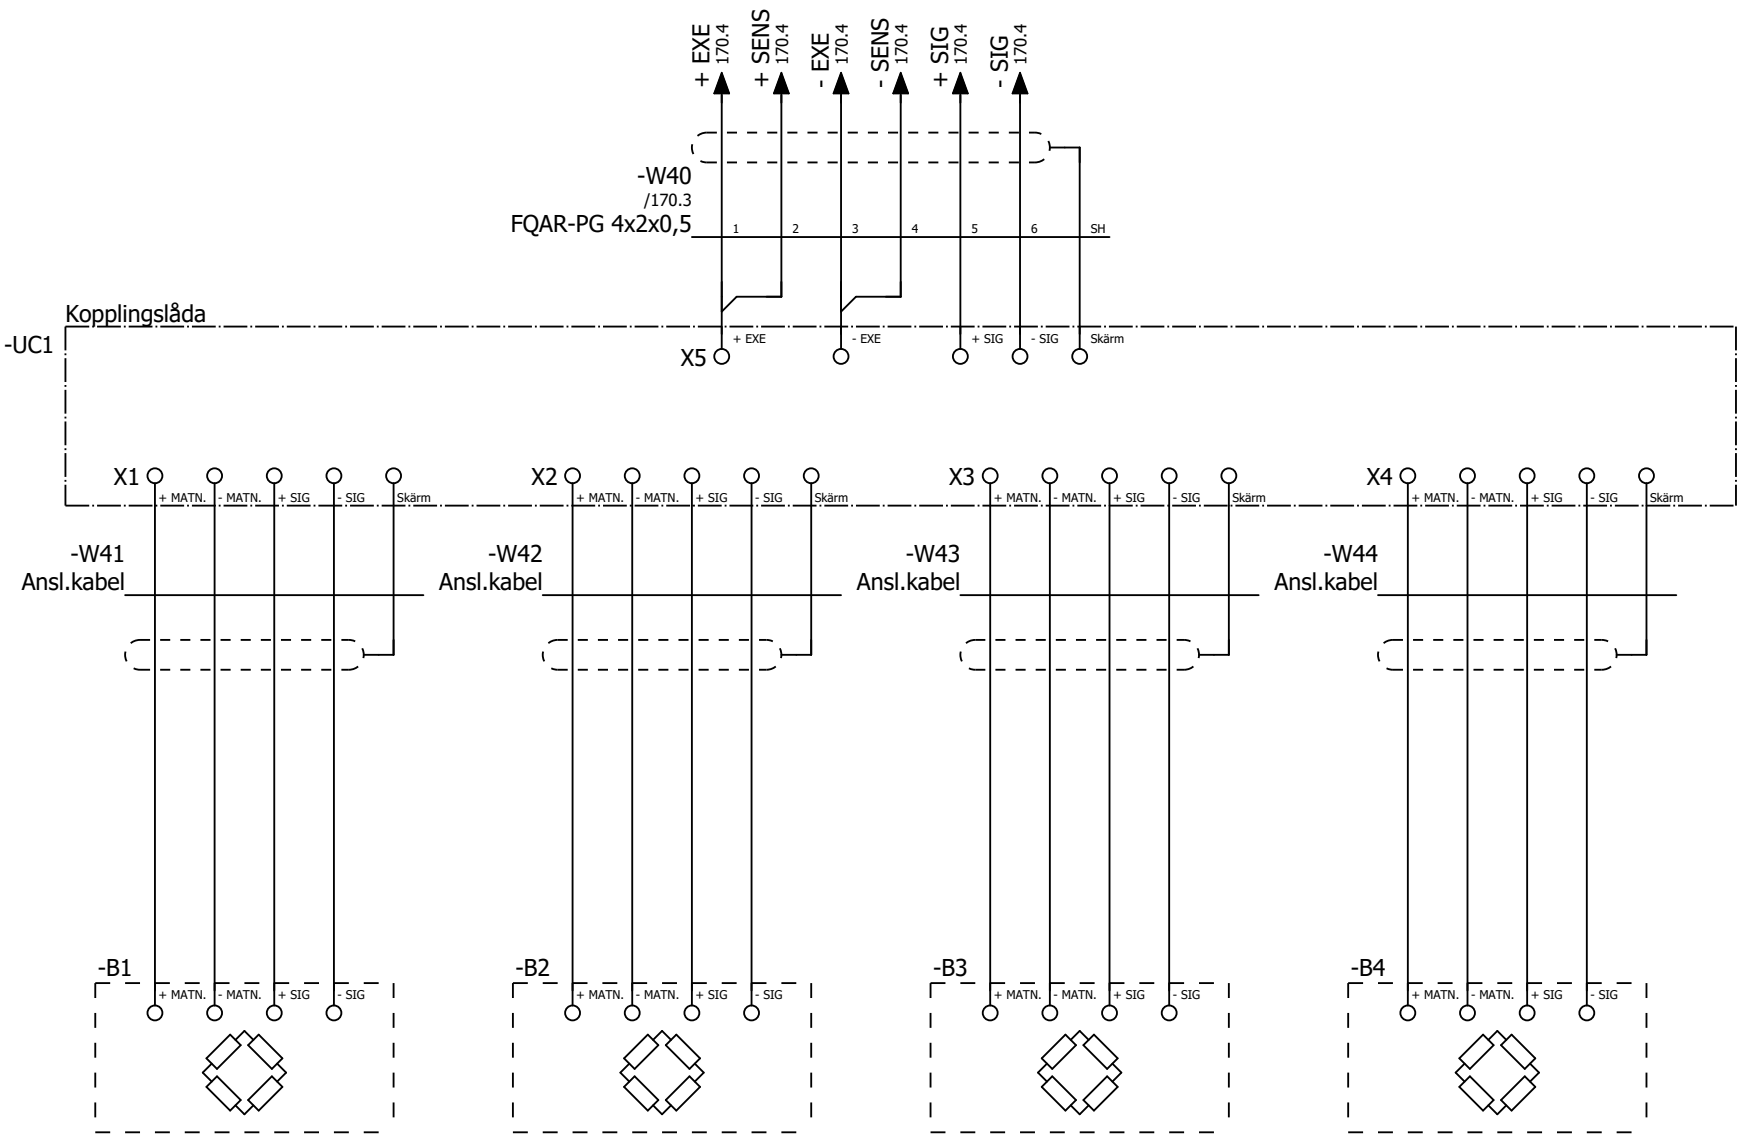 + EXE
170.4
+ SENS
170.4
- EXE
170.4
- SENS
170.4
+ SIG
170.4
- SIG
170.4
-W40
/170.3
FQAR-PG 4x2x0,5
1 2 3 4 5 6 SH
Kopplingslåda
-UC1
X5 + EXE - EXE + SIG - SIG Skärm
X1 + MATN. - MATN. + SIG - SIG Skärm
X2 + MATN. - MATN. + SIG - SIG Skärm
X3 + MATN. - MATN. + SIG - SIG Skärm
X4 + MATN. - MATN. + SIG - SIG Skärm
-W41
Ansl.kabel
-W42
Ansl.kabel
-W43
Ansl.kabel
-W44
Ansl.kabel
-B1
+ MATN. - MATN. + SIG - SIG
-B2
+ MATN. - MATN. + SIG - SIG
-B3
+ MATN. - MATN. + SIG - SIG
-B4
+ MATN. - MATN. + SIG - SIG